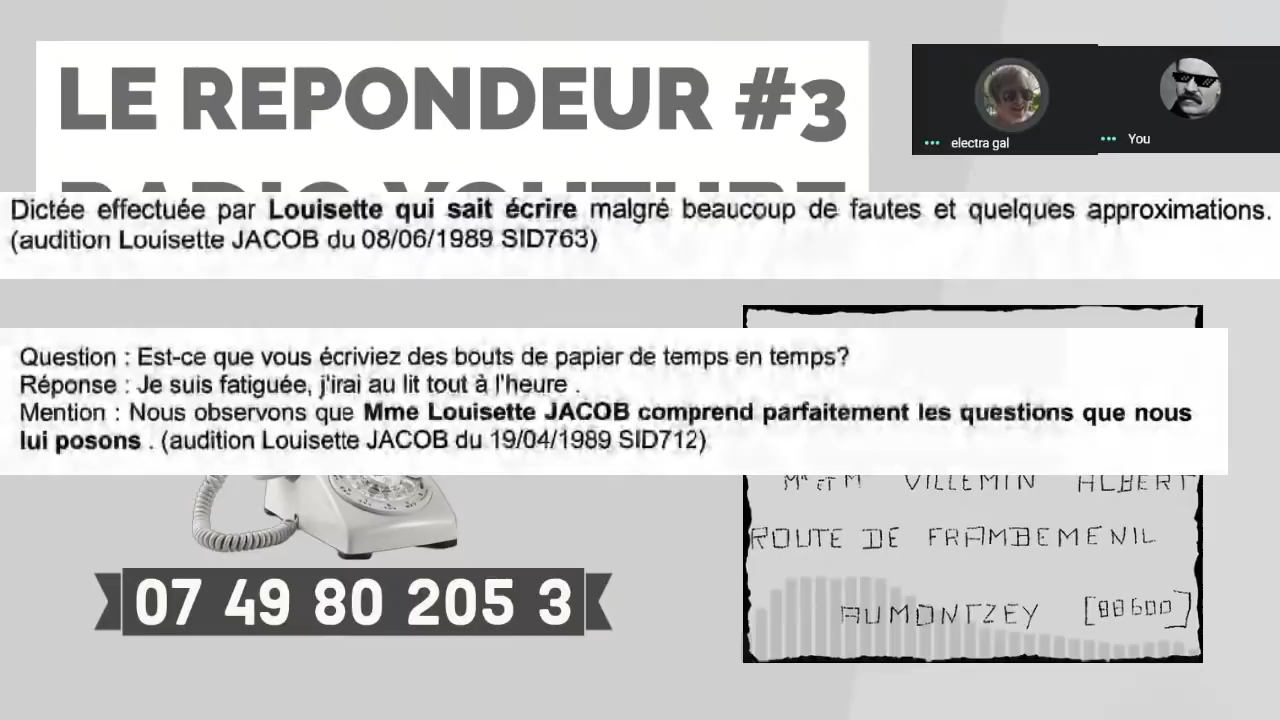 LE REPONDEUR #3
electra gal
You
Dictée effectuée par Louisette qui sait écrire malgré beaucoup de fautes et quelques approximations.
(audition Louisette JACOB du 08/06/1989 SID763)
Question : Est-ce que vous écriviez des bouts de papier de temps en temps?
Réponse : Je suis fatiguée, j'irai au lit tout à l'heure .
Mention : Nous observons que Mme Louisette JACOB comprend parfaitement les questions que nous
lui posons . (audition Louisette JACOB du 19/04/1989 SID712)
VILLEMIN ALBERT
ROUTE DE FRAMBEMENIL
AUMONTZEY [88600]
07 49 80 205 3